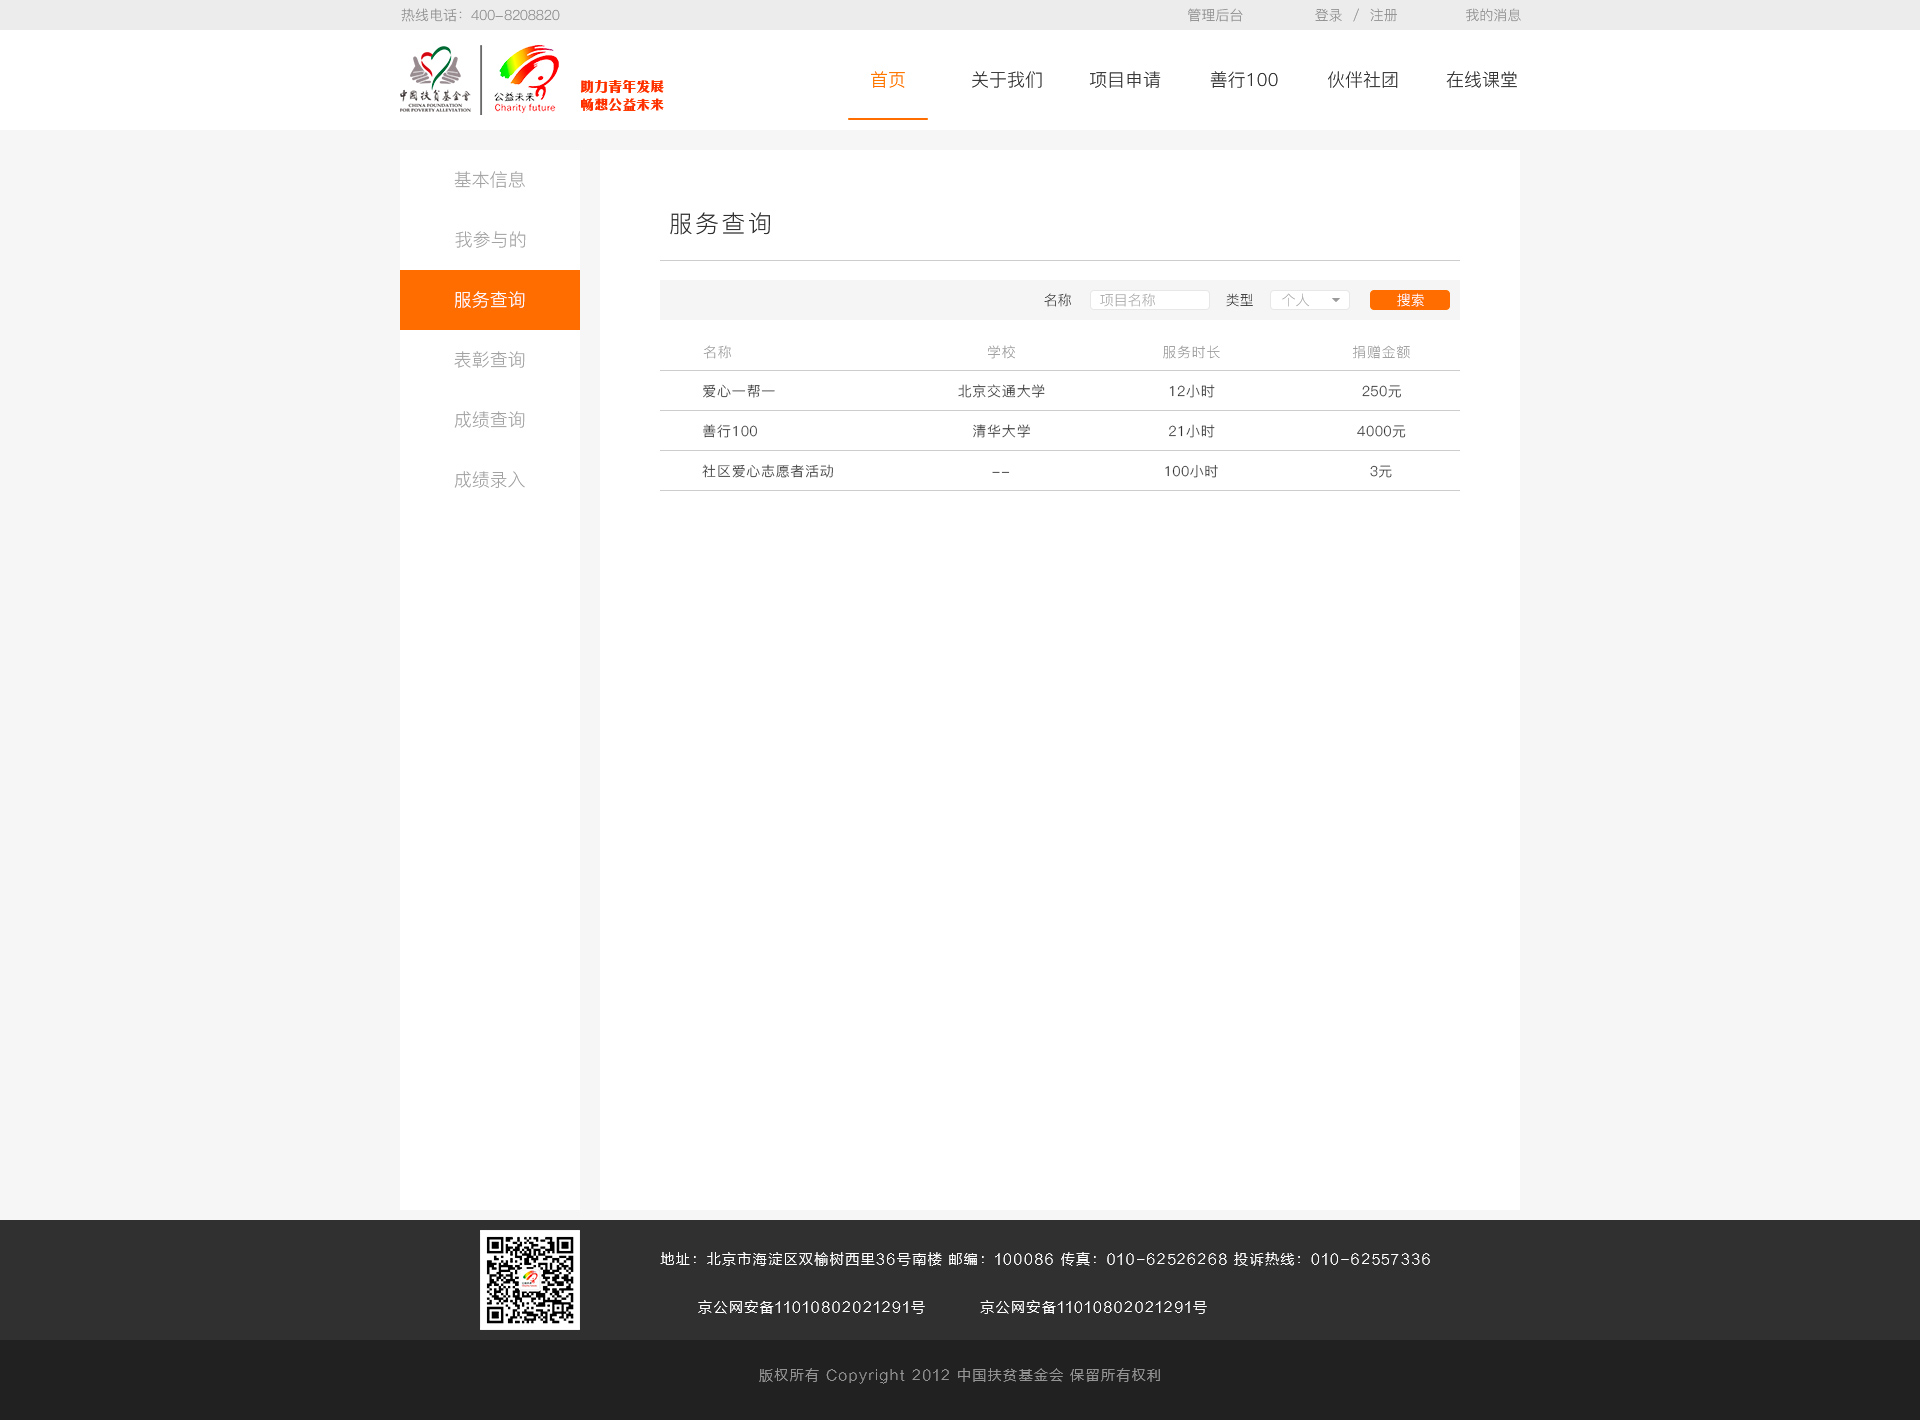 热线电话：400-8208820 管理后台 登录 / 注册 我的消息
中国扶贫基金会
CHINA FOUNDATION
FOR POVERTY ALLEVIATION
公益未来
Charity future
助力青年发展
畅想公益未来
首页 关于我们 项目申请 善行100 伙伴社团 在线课堂
基本信息
我参与的
服务查询
表彰查询
成绩查询
成绩录入
服务查询
名称 项目名称 类型 个人 搜索
名称 学校 服务时长 捐赠金额
爱心一帮一 北京交通大学 12小时 250元
善行100 清华大学 21小时 4000元
社区爱心志愿者活动 -- 100小时 3元
地址：北京市海淀区双榆树西里36号南楼 邮编：100086 传真：010-62526268 投诉热线：010-62557336
京公网安备11010802021291号 京公网安备11010802021291号
版权所有 Copyright 2012 中国扶贫基金会 保留所有权利